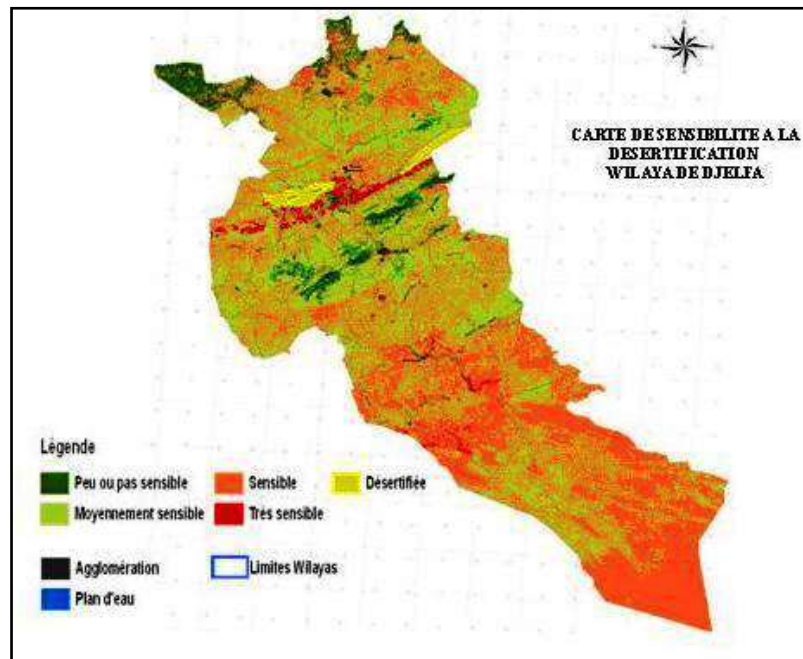 CARTE DE SENSIBILITE A LA
DESERTIFICATION
WILAYA DE DJELFA
Légende
Peu ou pas sensible
Sensible
Désertifiée
Moyennement sensible
Trés sensible
Agglomération
Limites Wilayas
Plan d'eau